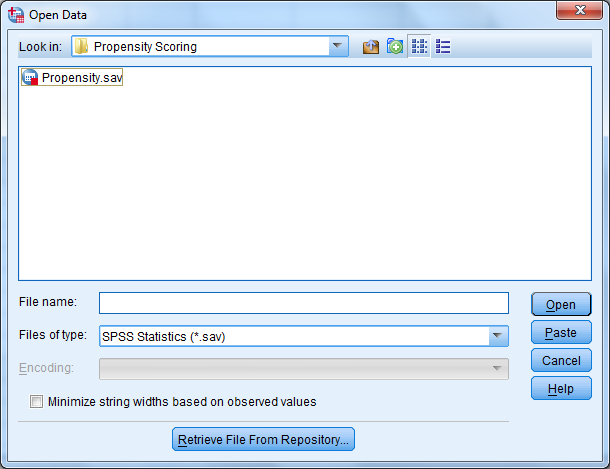 Open Data
Look in: Propensity Scoring
Propensity.sav
File name:
Open
Files of type: SPSS Statistics (*.sav)
Paste
Encoding:
Cancel
Help
Minimize string widths based on observed values
Retrieve File From Repository...